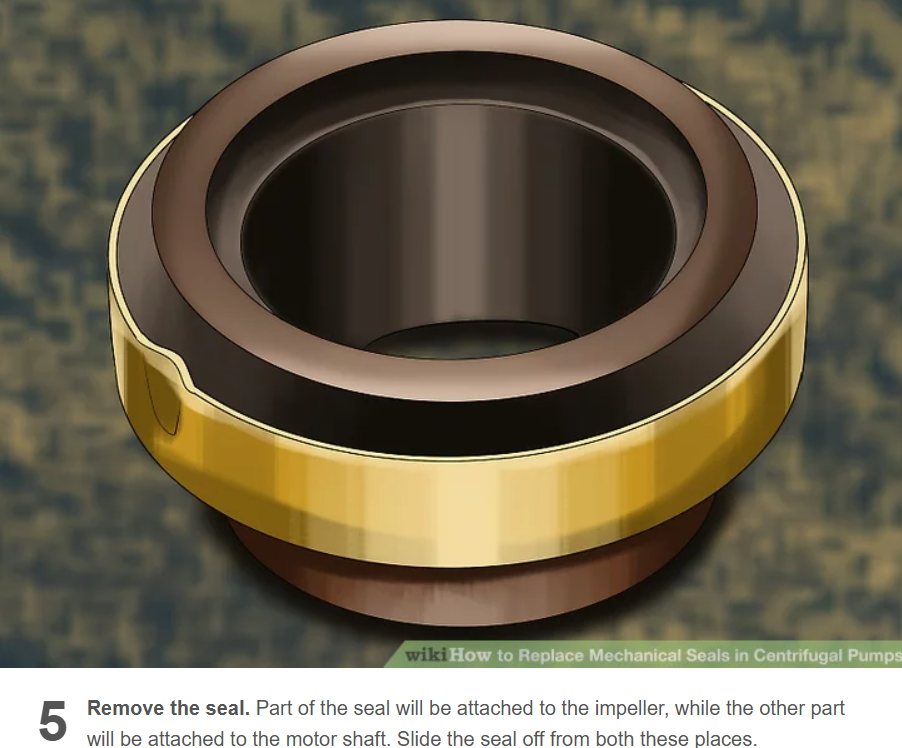 wikiHow to Replace Mechanical Seals in Centrifugal Pumps
5 Remove the seal. Part of the seal will be attached to the impeller, while the other part
will be attached to the motor shaft. Slide the seal off from both these places.